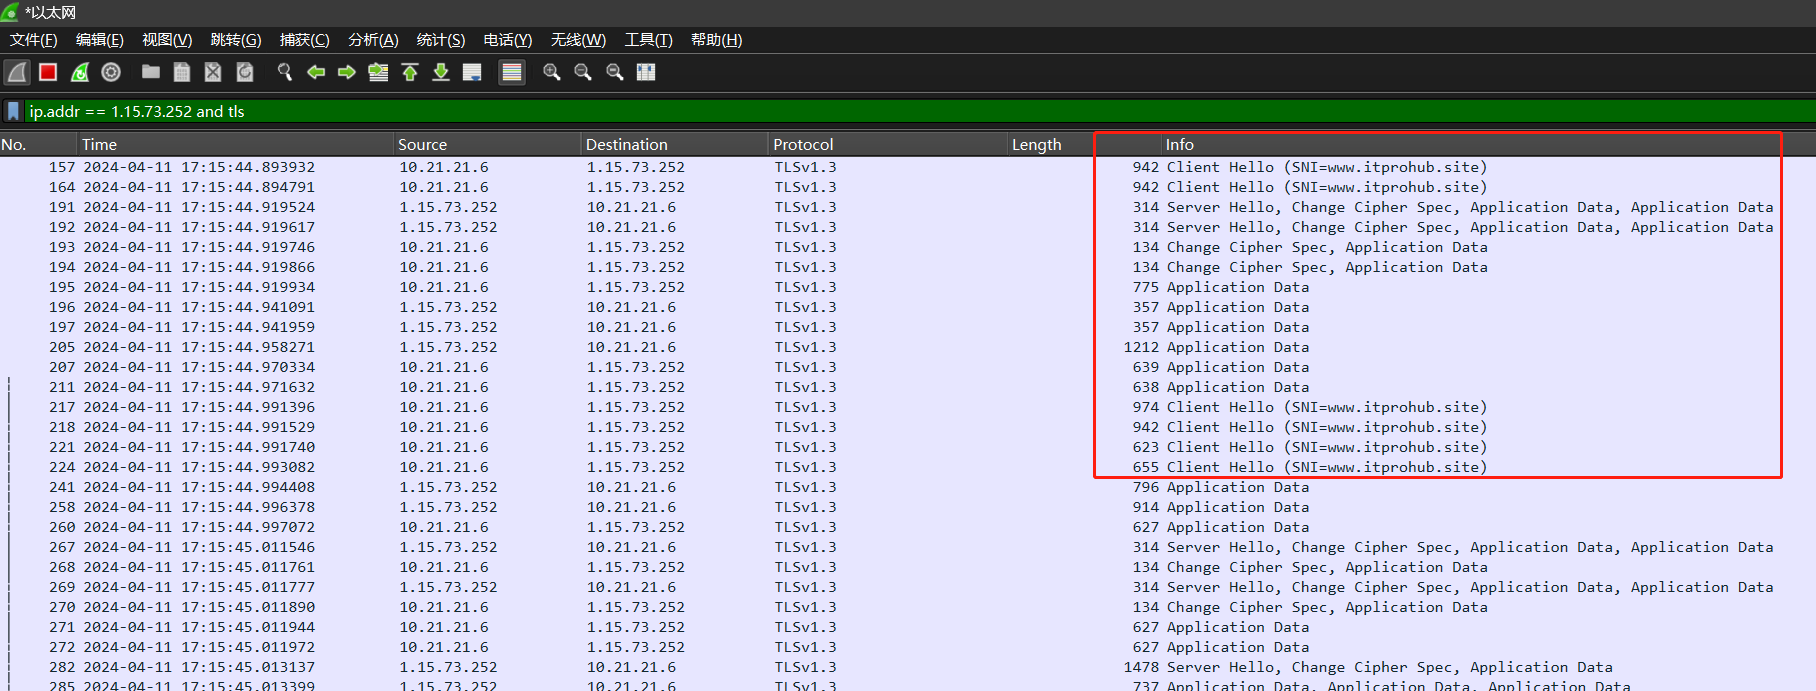 *以太网
文件(F) 编辑(E) 视图(V) 跳转(G) 捕获(C) 分析(A) 统计(S) 电话(Y) 无线(W) 工具(T) 帮助(H)
ip.addr == 1.15.73.252 and tls
No. Time Source Destination Protocol Length Info
157 2024-04-11 17:15:44.893932 10.21.21.6 1.15.73.252 TLSv1.3 942 Client Hello (SNI=www.itprohub.site)
164 2024-04-11 17:15:44.894791 10.21.21.6 1.15.73.252 TLSv1.3 942 Client Hello (SNI=www.itprohub.site)
191 2024-04-11 17:15:44.919524 1.15.73.252 10.21.21.6 TLSv1.3 314 Server Hello, Change Cipher Spec, Application Data, Application Data
192 2024-04-11 17:15:44.919617 1.15.73.252 10.21.21.6 TLSv1.3 314 Server Hello, Change Cipher Spec, Application Data, Application Data
193 2024-04-11 17:15:44.919746 10.21.21.6 1.15.73.252 TLSv1.3 134 Change Cipher Spec, Application Data
194 2024-04-11 17:15:44.919866 10.21.21.6 1.15.73.252 TLSv1.3 134 Change Cipher Spec, Application Data
195 2024-04-11 17:15:44.919934 10.21.21.6 1.15.73.252 TLSv1.3 775 Application Data
196 2024-04-11 17:15:44.941091 1.15.73.252 10.21.21.6 TLSv1.3 357 Application Data
197 2024-04-11 17:15:44.941959 1.15.73.252 10.21.21.6 TLSv1.3 357 Application Data
205 2024-04-11 17:15:44.958271 1.15.73.252 10.21.21.6 TLSv1.3 1212 Application Data
207 2024-04-11 17:15:44.970334 10.21.21.6 1.15.73.252 TLSv1.3 639 Application Data
211 2024-04-11 17:15:44.971632 10.21.21.6 1.15.73.252 TLSv1.3 638 Application Data
217 2024-04-11 17:15:44.991396 10.21.21.6 1.15.73.252 TLSv1.3 974 Client Hello (SNI=www.itprohub.site)
218 2024-04-11 17:15:44.991529 10.21.21.6 1.15.73.252 TLSv1.3 942 Client Hello (SNI=www.itprohub.site)
221 2024-04-11 17:15:44.991740 10.21.21.6 1.15.73.252 TLSv1.3 623 Client Hello (SNI=www.itprohub.site)
224 2024-04-11 17:15:44.993082 10.21.21.6 1.15.73.252 TLSv1.3 655 Client Hello (SNI=www.itprohub.site)
241 2024-04-11 17:15:44.994408 1.15.73.252 10.21.21.6 TLSv1.3 796 Application Data
258 2024-04-11 17:15:44.996378 1.15.73.252 10.21.21.6 TLSv1.3 914 Application Data
260 2024-04-11 17:15:44.997072 10.21.21.6 1.15.73.252 TLSv1.3 627 Application Data
267 2024-04-11 17:15:45.011546 1.15.73.252 10.21.21.6 TLSv1.3 314 Server Hello, Change Cipher Spec, Application Data, Application Data
268 2024-04-11 17:15:45.011761 10.21.21.6 1.15.73.252 TLSv1.3 134 Change Cipher Spec, Application Data
269 2024-04-11 17:15:45.011777 1.15.73.252 10.21.21.6 TLSv1.3 314 Server Hello, Change Cipher Spec, Application Data, Application Data
270 2024-04-11 17:15:45.011890 10.21.21.6 1.15.73.252 TLSv1.3 134 Change Cipher Spec, Application Data
271 2024-04-11 17:15:45.011944 10.21.21.6 1.15.73.252 TLSv1.3 627 Application Data
272 2024-04-11 17:15:45.011972 10.21.21.6 1.15.73.252 TLSv1.3 627 Application Data
282 2024-04-11 17:15:45.013137 1.15.73.252 10.21.21.6 TLSv1.3 1478 Server Hello, Change Cipher Spec, Application Data
285 2024-04-11 17:15:45.013399 1.15.73.252 10.21.21.6 TLSv1.3 737 Application Data, Application Data, Application Data